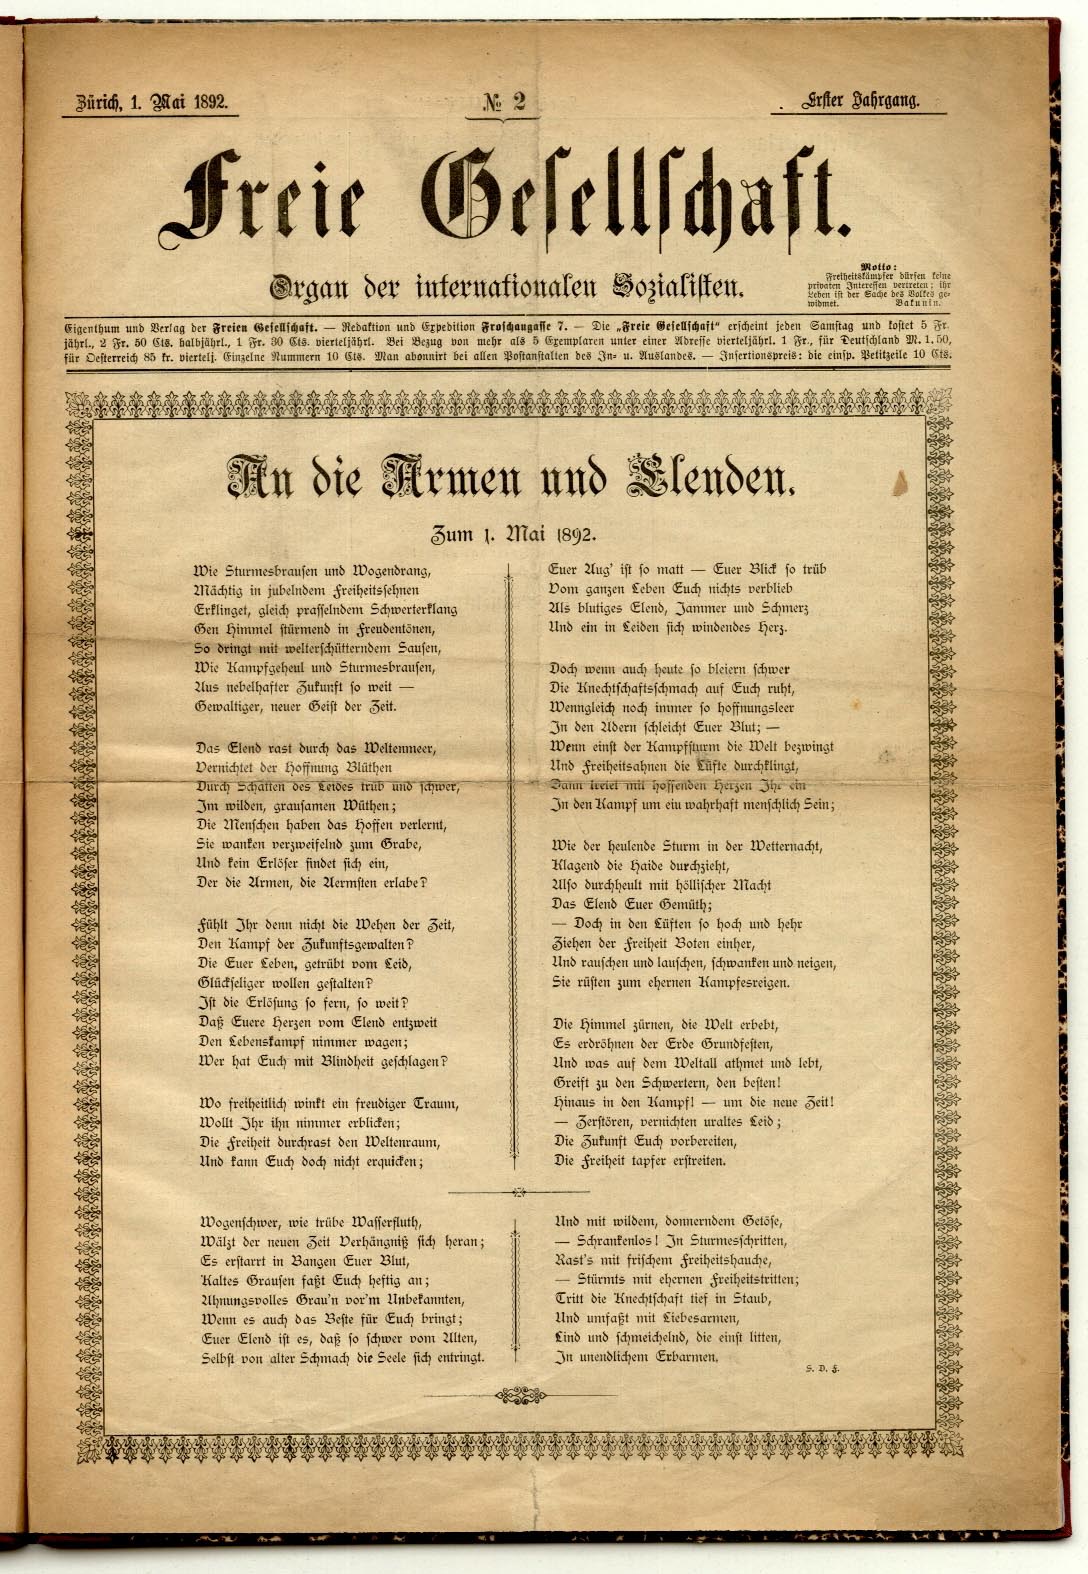 Zürich, 1. Mai 1892.
№ 2
Erster Jahrgang.
Freie Gesellschaft.
Organ der internationalen Sozialisten.
Motto:
Freiheitskämpfer dürfen keine
privaten Interessen vertreten; ihr
Leben ist der Sache des Volkes ge-
widmet. Bakunin.
Eigenthum und Verlag der Freien Gesellschaft. — Redaktion und Expedition Froschaugasse 7. — Die „Freie Gesellschaft“ erscheint jeden Samstag und kostet 5 Fr.
jährl., 2 Fr. 50 Cts. halbjährl., 1 Fr. 30 Cts. vierteljährl. Bei Bezug von mehr als 5 Exemplaren unter einer Adresse vierteljährl. 1 Fr., für Deutschland M. 1.50,
für Oesterreich 85 kr. viertelj. Einzelne Nummern 10 Cts. Man abonnirt bei allen Postanstalten des In- u. Auslandes. — Insertionspreis: die einsp. Petitzeile 10 Cts.
An die Armen und Elenden.
Zum 1. Mai 1892.
Wie Sturmesbrausen und Wogendrang,
Mächtig in jubelndem Freiheitssehnen
Erklinget, gleich prasselndem Schwerterklang
Gen Himmel stürmend in Freudentönen,
So dringt mit welterschütterndem Sausen,
Wie Kampfgeheul und Sturmesbrausen,
Aus nebelhafter Zukunft so weit —
Gewaltiger, neuer Geist der Zeit.
Das Elend rast durch das Weltenmeer,
Vernichtet der Hoffnung Blüthen
Durch Schatten des Leides trüb und schwer,
Im wilden, grausamen Wüthen;
Die Menschen haben das Hoffen verlernt,
Sie wanken verzweifelnd zum Grabe,
Und kein Erlöser findet sich ein,
Der die Armen, die Aermsten erlabe?
Fühlt Ihr denn nicht die Wehen der Zeit,
Den Kampf der Zukunftsgewalten?
Die Euer Leben, getrübt vom Leid,
Glückseliger wollen gestalten?
Ist die Erlösung so fern, so weit?
Daß Euere Herzen vom Elend entzweit
Den Lebenskampf nimmer wagen;
Wer hat Euch mit Blindheit geschlagen?
Wo freiheitlich winkt ein freudiger Traum,
Wollt Ihr ihn nimmer erblicken;
Die Freiheit durchrast den Weltenraum,
Und kann Euch doch nicht erquicken;
Euer Aug' ist so matt — Euer Blick so trüb
Vom ganzen Leben Euch nichts verblieb
Als blutiges Elend, Jammer und Schmerz
Und ein in Leiden sich windendes Herz.
Doch wenn auch heute so bleiern schwer
Die Knechtschaftsschmach auf Euch ruht,
Wenngleich noch immer so hoffnungsleer
In den Adern schleicht Euer Blut; —
Wenn einst der Kampfsturm die Welt bezwingt
Und Freiheitsahnen die Lüfte durchklingt,
Dann tretet mit hoffenden Herzen Ihr ein
In den Kampf um ein wahrhaft menschlich Sein;
Wie der heulende Sturm in der Wetternacht,
Klagend die Haide durchzieht,
Also durchheult mit höllischer Macht
Das Elend Euer Gemüth;
— Doch in den Lüften so hoch und hehr
Ziehen der Freiheit Boten einher,
Und rauschen und lauschen, schwanken und neigen,
Sie rüsten zum ehernen Kampfesreigen.
Die Himmel zürnen, die Welt erbebt,
Es erdröhnen der Erde Grundfesten,
Und was auf dem Weltall athmet und lebt,
Greift zu den Schwertern, den besten!
Hinaus in den Kampf! — um die neue Zeit!
— Zerstören, vernichten uraltes Leid;
Die Zukunft Euch vorbereiten,
Die Freiheit tapfer erstreiten.
Wogenschwer, wie trübe Wasserfluth,
Wälzt der neuen Zeit Verhängniß sich heran;
Es erstarrt in Bangen Euer Blut,
Kaltes Grausen faßt Euch heftig an;
Ahnungsvolles Grau'n vor'm Unbekannten,
Wenn es auch das Beste für Euch bringt;
Euer Elend ist es, daß so schwer vom Alten,
Selbst von alter Schmach die Seele sich entringt.
Und mit wildem, donnerndem Getöse,
— Schrankenlos! In Sturmesschritten,
Rast's mit frischem Freiheitshauche,
— Stürmts mit ehernen Freiheitstritten;
Tritt die Knechtschaft tief in Staub,
Und umfaßt mit Liebesarmen,
Lind und schmeichelnd, die einst litten,
In unendlichem Erbarmen.
S. D. F.